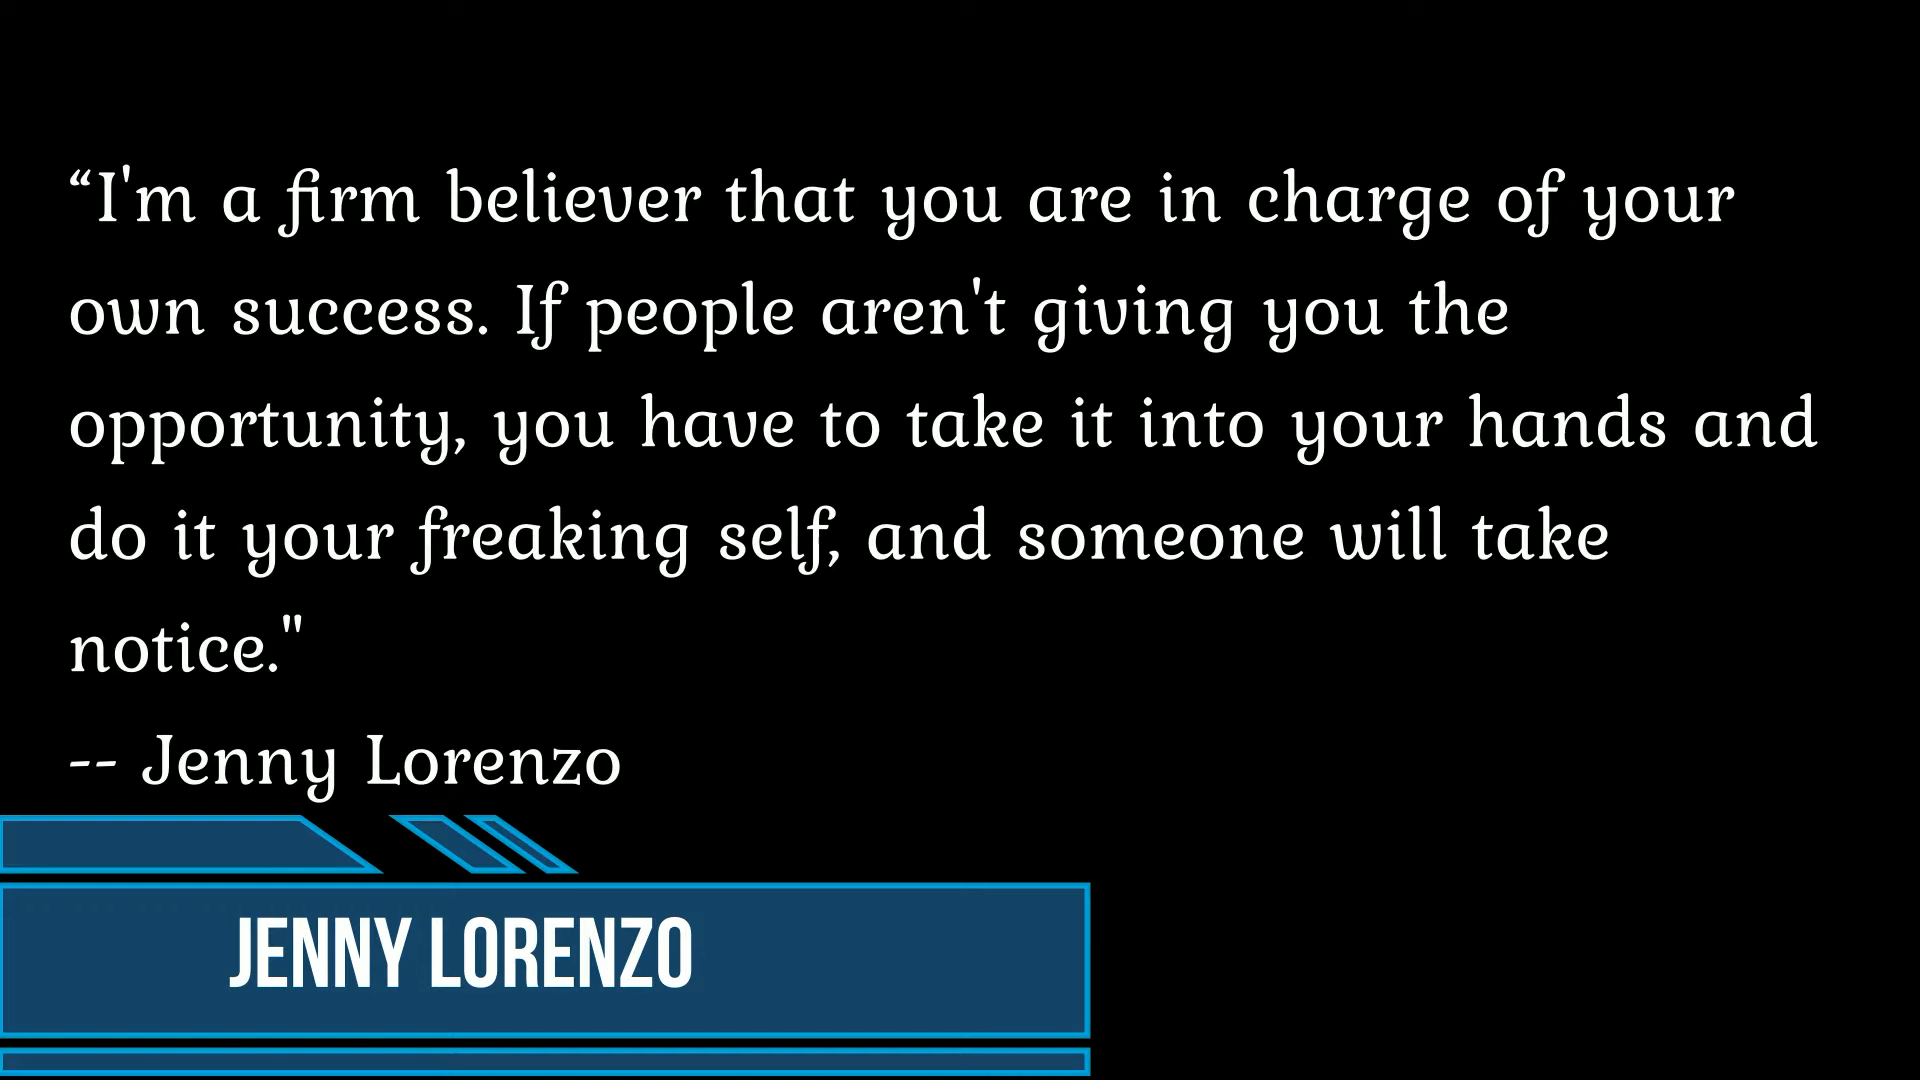 “I'm a firm believer that you are in charge of your
own success. If people aren't giving you the
opportunity, you have to take it into your hands and
do it your freaking self, and someone will take
notice."
-- Jenny Lorenzo
JENNY LORENZO